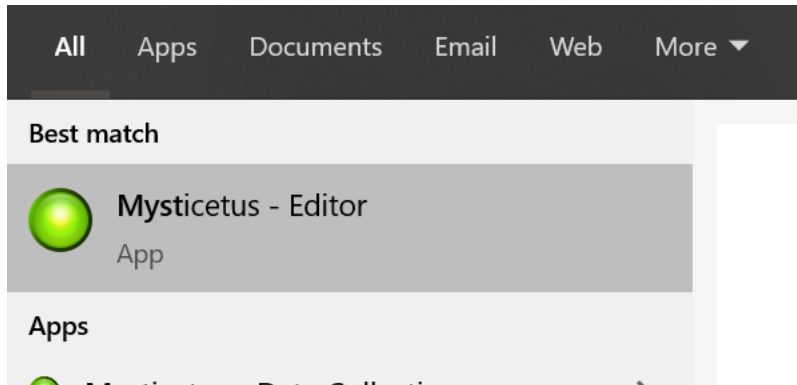 All Apps Documents Email Web More
Best match
Mysticetus - Editor
App
Apps